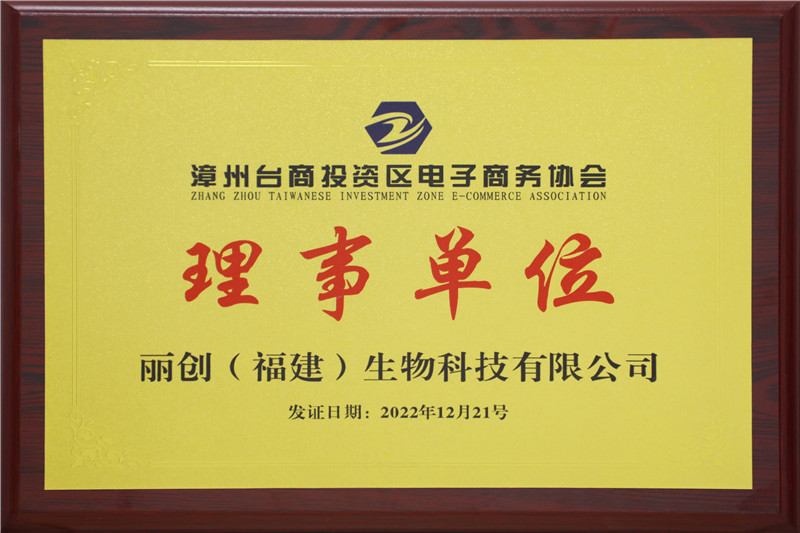 漳州台商投资区电子商务协会
ZHANG ZHOU TAIWANESE INVESTMENT ZONE E-COMMERCE ASSOCIATION
理事单位
丽创（福建）生物科技有限公司
发证日期：2022年12月21号